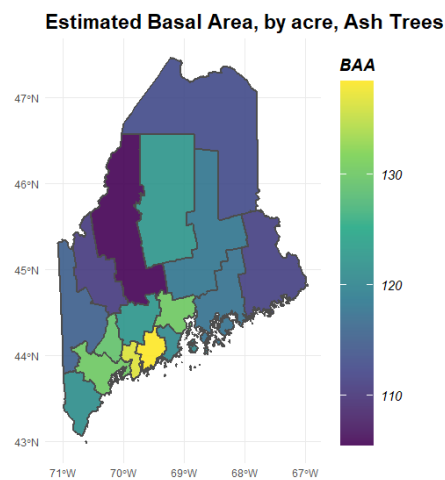 Estimated Basal Area, by acre, Ash Trees
BAA
130
120
110
47°N
46°N
45°N
44°N
43°N
71°W 70°W 69°W 68°W 67°W